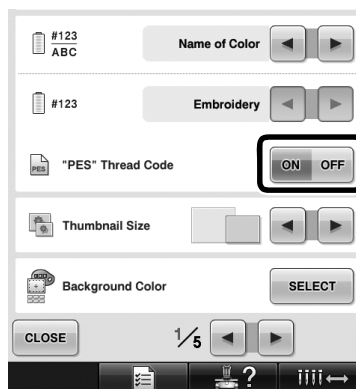 #123
ABC
Name of Color
#123
Embroidery
PES
"PES" Thread Code
ON OFF
Thumbnail Size
Background Color
SELECT
CLOSE
1/5
?